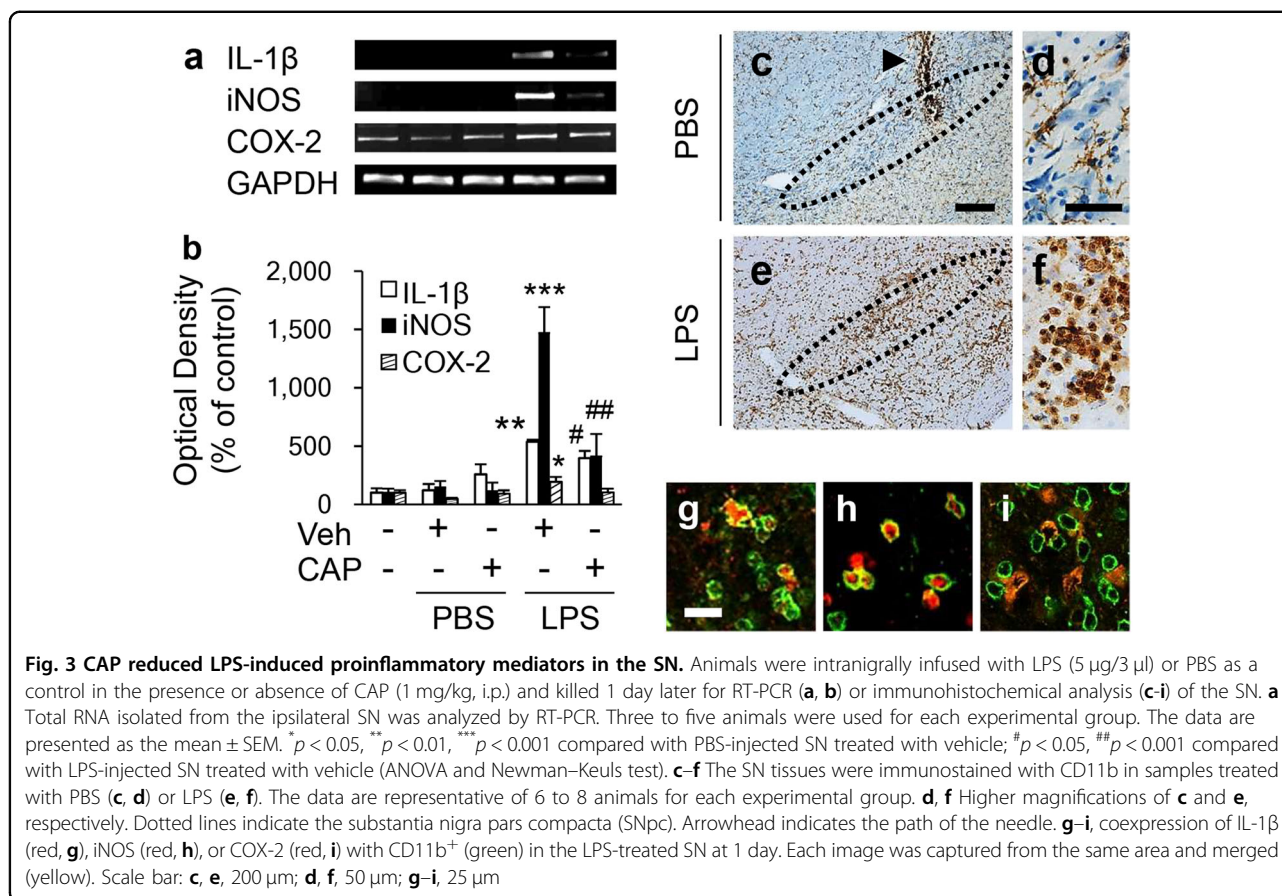 a
IL-1β
iNOS
COX-2
GAPDH
b
Optical Density
(% of control)
2,000
1,500
1,000
500
0
IL-1β
iNOS
COX-2
** *** * # ##
Veh - + - + -
CAP - - + - +
PBS LPS
PBS
c d
LPS
e f
g h i
Fig. 3 CAP reduced LPS-induced proinflammatory mediators in the SN. Animals were intranigrally infused with LPS (5 µg/3 µl) or PBS as a
control in the presence or absence of CAP (1 mg/kg, i.p.) and killed 1 day later for RT-PCR (a, b) or immunohistochemical analysis (c-i) of the SN. a
Total RNA isolated from the ipsilateral SN was analyzed by RT-PCR. Three to five animals were used for each experimental group. The data are
presented as the mean ± SEM. *p < 0.05, **p < 0.01, ***p < 0.001 compared with PBS-injected SN treated with vehicle; #p < 0.05, ##p < 0.001 compared
with LPS-injected SN treated with vehicle (ANOVA and Newman–Keuls test). c–f The SN tissues were immunostained with CD11b in samples treated
with PBS (c, d) or LPS (e, f). The data are representative of 6 to 8 animals for each experimental group. d, f Higher magnifications of c and e,
respectively. Dotted lines indicate the substantia nigra pars compacta (SNpc). Arrowhead indicates the path of the needle. g–i, coexpression of IL-1β
(red, g), iNOS (red, h), or COX-2 (red, i) with CD11b+ (green) in the LPS-treated SN at 1 day. Each image was captured from the same area and merged
(yellow). Scale bar: c, e, 200 µm; d, f, 50 µm; g–i, 25 µm